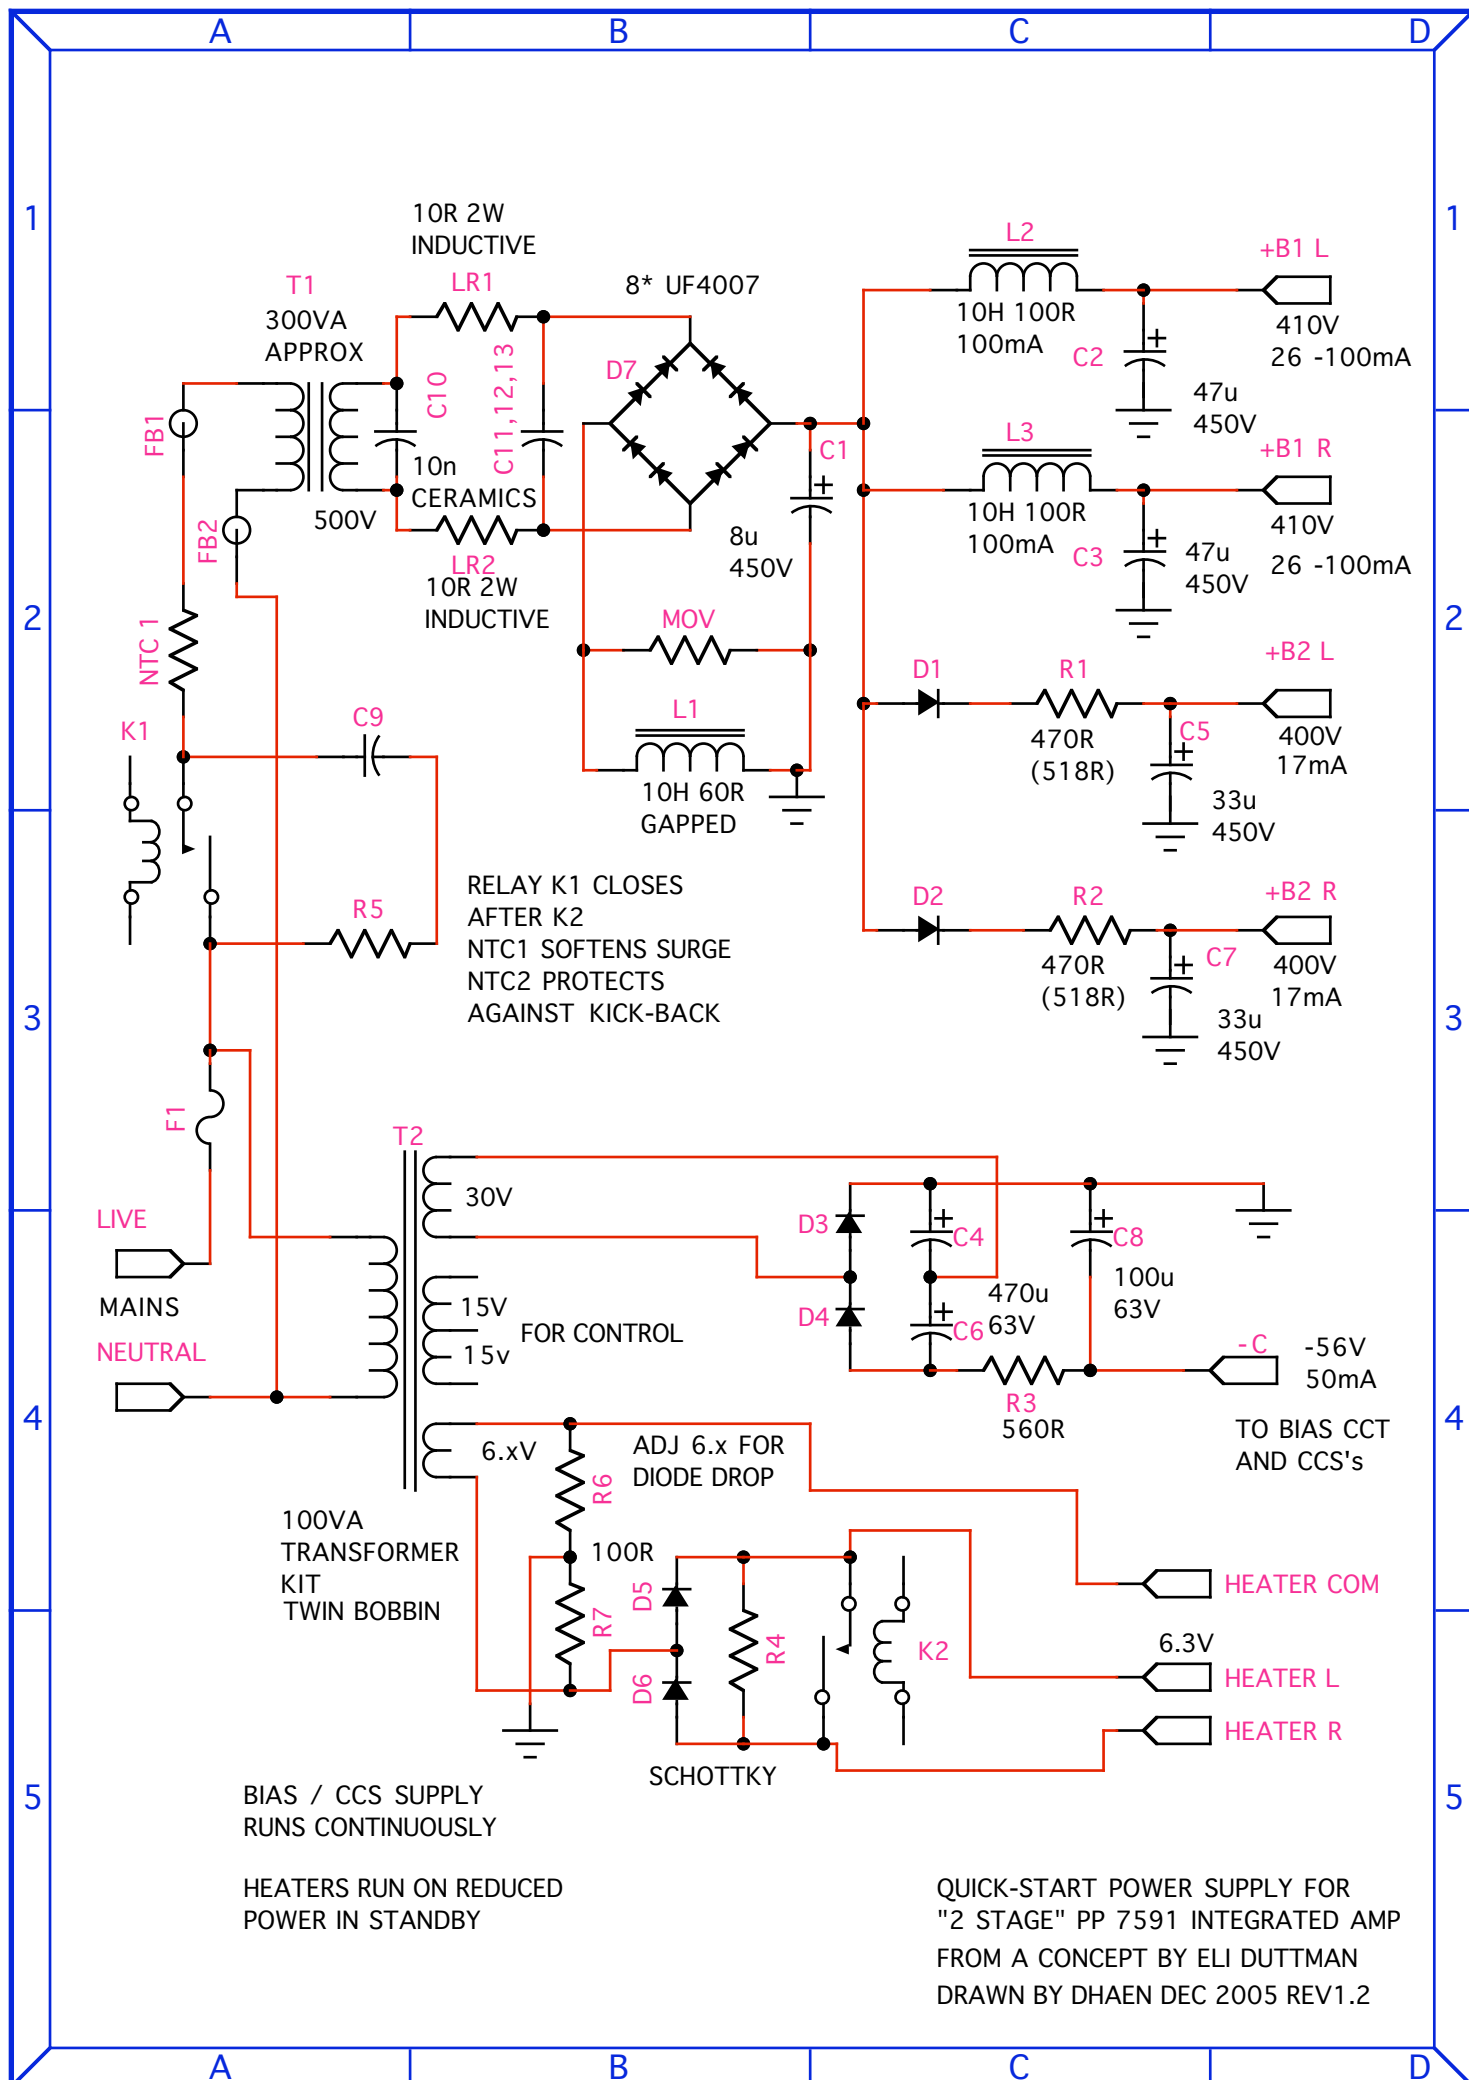 A
B
C
D
1
1
10R 2W
INDUCTIVE
LR1
8* UF4007
L2
+B1 L
T1
300VA
APPROX
10H 100R
100mA
410V
26 -100mA
C2
D7
C10
C11,12,13
47u
450V
FB1
L3
+B1 R
C1
10n
CERAMICS
500V
10H 100R
100mA
410V
FB2
LR2
10R 2W
INDUCTIVE
8u
450V
C3
47u
450V
26 -100mA
2
2
MOV
NTC 1
+B2 L
D1
R1
K1
C9
L1
C5
470R
(518R)
400V
17mA
10H 60R
GAPPED
33u
450V
RELAY K1 CLOSES
AFTER K2
NTC1 SOFTENS SURGE
NTC2 PROTECTS
AGAINST KICK-BACK
R5
D2
R2
+B2 R
C7
470R
(518R)
400V
17mA
3
3
33u
450V
F1
T2
30V
LIVE
D3
C4
C8
MAINS
15V
15v
FOR CONTROL
470u
63V
100u
63V
D4
C6
NEUTRAL
-C
-56V
50mA
R3
560R
4
4
6.xV
ADJ 6.x FOR
DIODE DROP
TO BIAS CCT
AND CCS's
R6
100VA
TRANSFORMER
KIT
TWIN BOBBIN
100R
D5
R7
HEATER COM
R4
K2
6.3V
D6
HEATER L
HEATER R
SCHOTTKY
5
5
BIAS / CCS SUPPLY
RUNS CONTINUOUSLY
HEATERS RUN ON REDUCED
POWER IN STANDBY
QUICK-START POWER SUPPLY FOR
"2 STAGE" PP 7591 INTEGRATED AMP
FROM A CONCEPT BY ELI DUTTMAN
DRAWN BY DHAEN DEC 2005 REV1.2
A
B
C
D